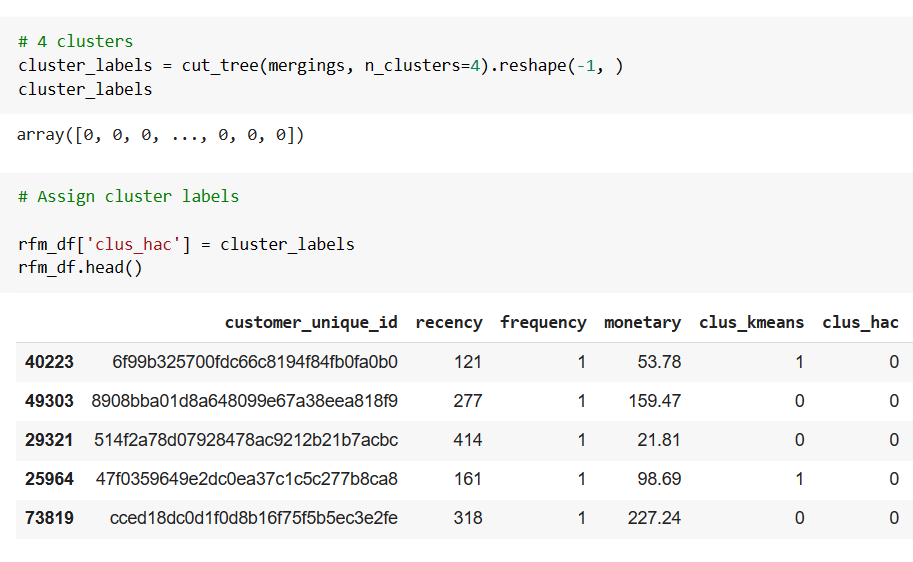 # 4 clusters
cluster_labels = cut_tree(mergings, n_clusters=4).reshape(-1, )
cluster_labels
array([0, 0, 0, ..., 0, 0, 0])
# Assign cluster labels
rfm_df['clus_hac'] = cluster_labels
rfm_df.head()
customer_unique_id recency frequency monetary clus_kmeans clus_hac
40223 6f99b325700fdc66c8194f84fb0fa0b0 121 1 53.78 1 0
49303 8908bba01d8a648099e67a38eea818f9 277 1 159.47 0 0
29321 514f2a78d07928478ac9212b21b7acbc 414 1 21.81 0 0
25964 47f0359649e2dc0ea37c1c5c277b8ca8 161 1 98.69 1 0
73819 cced18dc0d1f0d8b16f75f5b5ec3e2fe 318 1 227.24 0 0